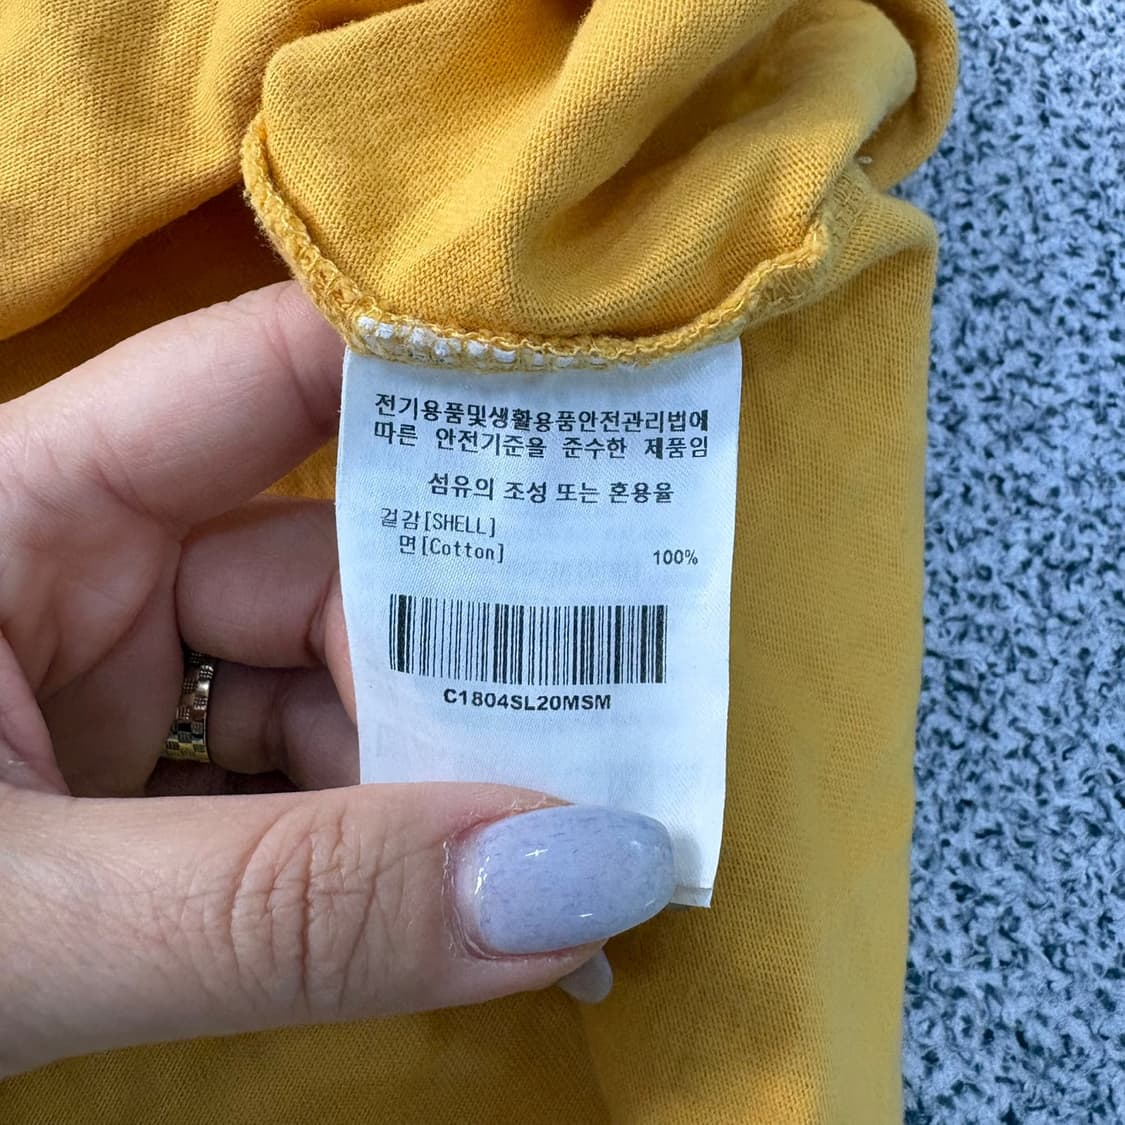 전기용품및생활용품안전관리법에
따른 안전기준을 준수한 제품임
섬유의 조성 또는 혼용율
겉감[SHELL]
면[Cotton] 100%
C1804SL20MSM